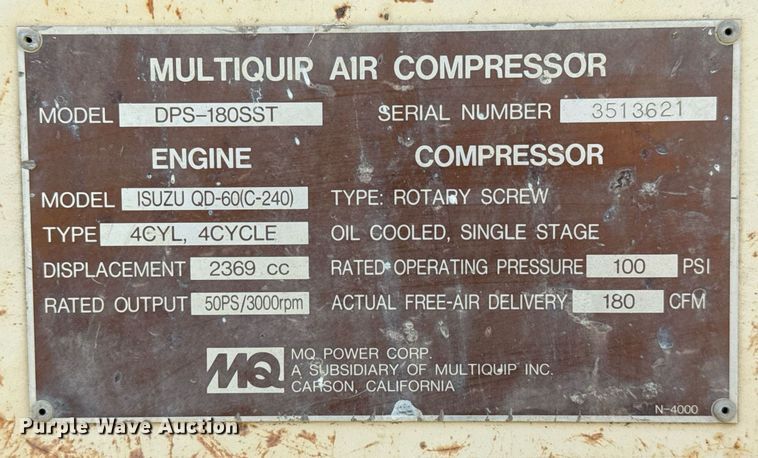 MULTIQUIP AIR COMPRESSOR
MODEL DPS-180SST SERIAL NUMBER 3513621
ENGINE COMPRESSOR
MODEL ISUZU QD-60(C-240) TYPE: ROTARY SCREW
TYPE 4CYL, 4CYCLE OIL COOLED, SINGLE STAGE
DISPLACEMENT 2369 cc RATED OPERATING PRESSURE 100 PSI
RATED OUTPUT 50PS/3000rpm ACTUAL FREE-AIR DELIVERY 180 CFM
MQ MQ POWER CORP.
A SUBSIDIARY OF MULTIQUIP INC.
CARSON, CALIFORNIA
N-4000
Purple Wave Auction